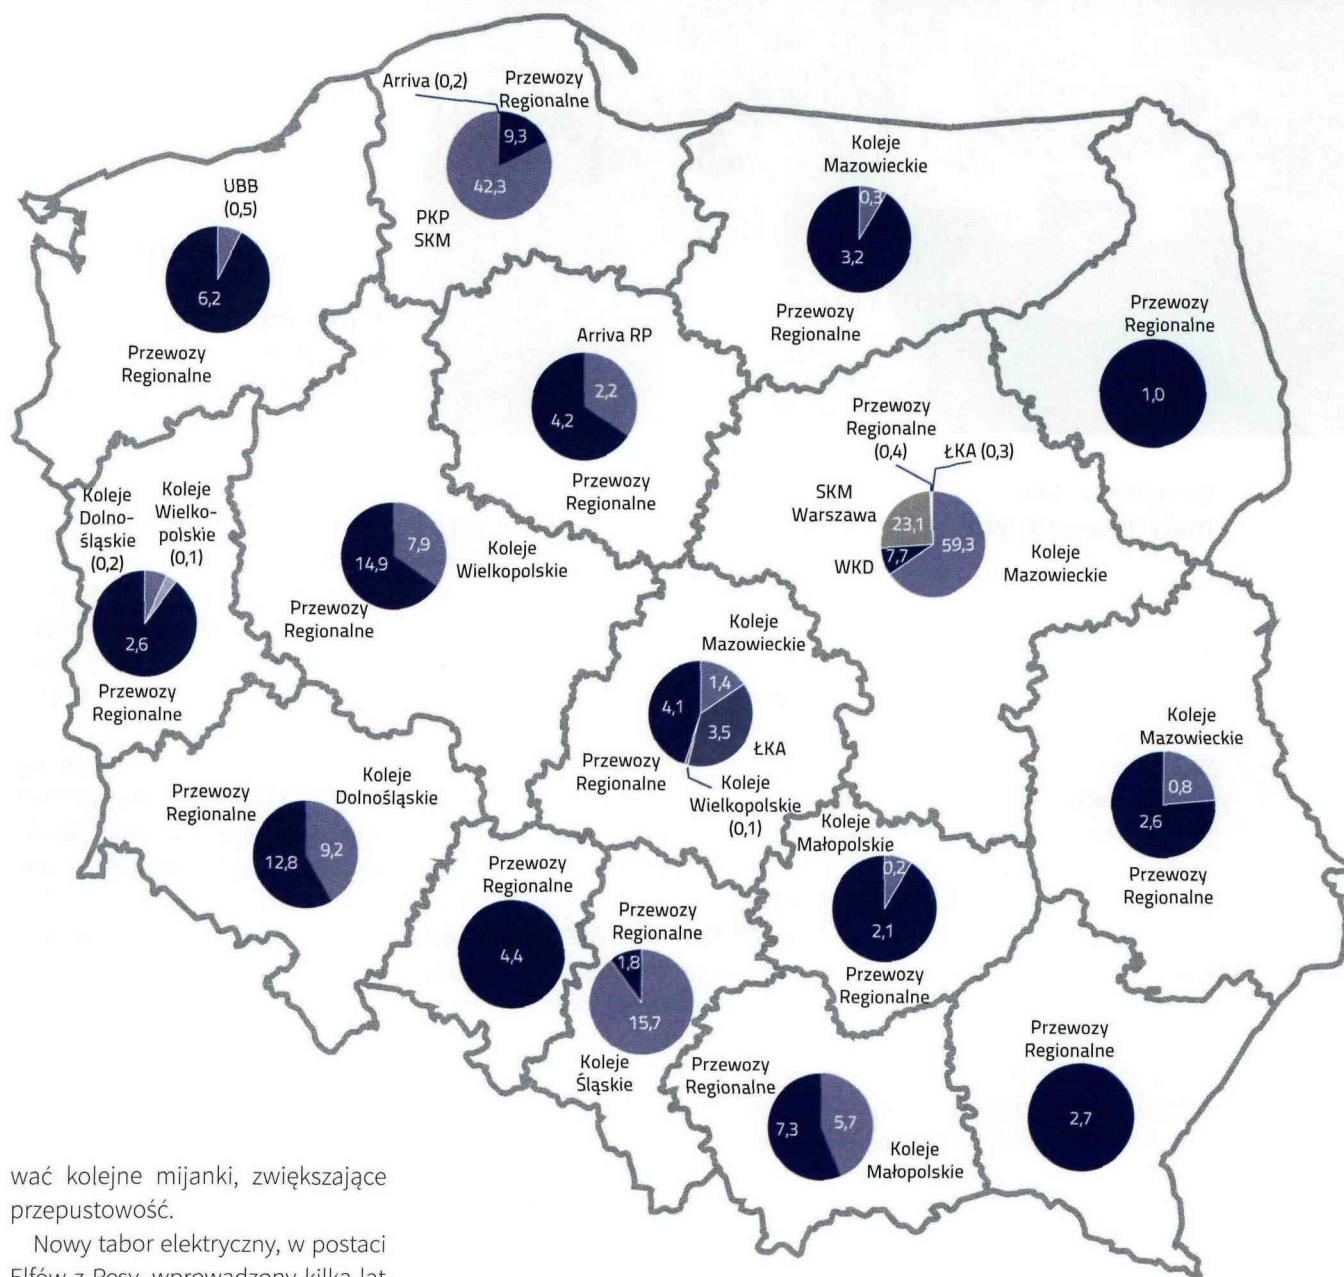 Arriva (0,2)
Przewozy
Regionalne
9,3
42,3
PKP
SKM
Koleje
Mazowieckie
0,3
3,2
Przewozy
Regionalne
UBB
(0,5)
6,2
Przewozy
Regionalne
Przewozy
Regionalne
1,0
Arriva RP
2,2
4,2
Przewozy
Regionalne
Przewozy
Regionalne
(0,4)
ŁKA (0,3)
SKM
Warszawa
23,1
59,3
7,7
WKD
Koleje
Mazowieckie
Koleje
Dolno-
śląskie
(0,2)
Koleje
Wielko-
polskie
(0,1)
2,6
Przewozy
Regionalne
7,9
14,9
Koleje
Wielkopolskie
Przewozy
Regionalne
Koleje
Mazowieckie
1,4
4,1
3,5
ŁKA
Przewozy
Regionalne
Koleje
Wielkopolskie
(0,1)
Koleje
Mazowieckie
0,8
2,6
Przewozy
Regionalne
Przewozy
Regionalne
Koleje
Dolnośląskie
12,8
9,2
Przewozy
Regionalne
4,4
Przewozy
Regionalne
1,8
15,7
Koleje
Śląskie
Koleje
Małopolskie
0,2
2,1
Przewozy
Regionalne
Przewozy
Regionalne
7,3
5,7
Koleje
Małopolskie
Przewozy
Regionalne
2,7
wać kolejne mijanki, zwiększające
przepustowość.
Nowy tabor elektryczny, w postaci
Elfów z Pesy, wprowadzony kilka lat